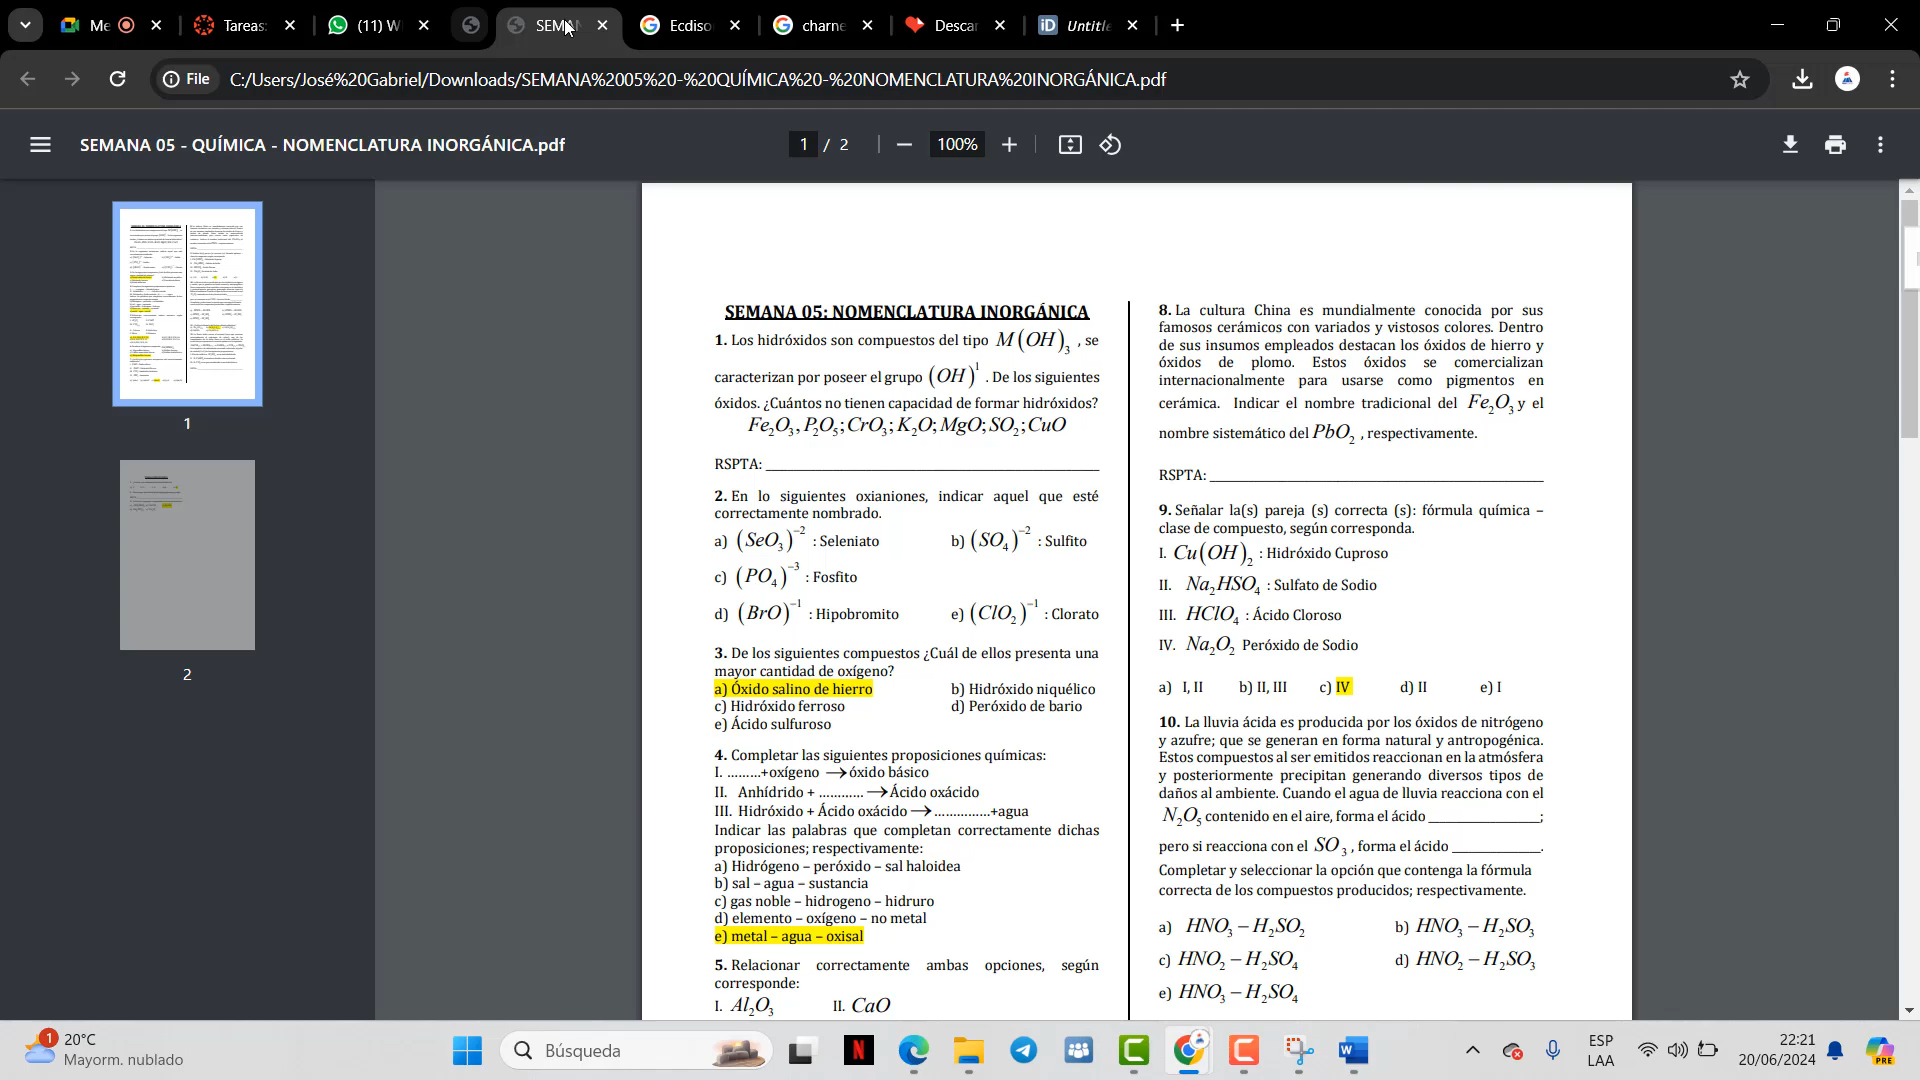 Me
Tareas:
(11) W
SEMAN
Ecdiso
charne
Descar
Untitle
File
C:/Users/José%20Gabriel/Downloads/SEMANA%2005%20-%20QUÍMICA%20-%20NOMENCLATURA%20INORGÁNICA.pdf
SEMANA 05 - QUÍMICA - NOMENCLATURA INORGÁNICA.pdf
1 / 2
100%
1
2
SEMANA 05: NOMENCLATURA INORGÁNICA
1. Los hidróxidos son compuestos del tipo M(OH)₃ , se
caracterizan por poseer el grupo (OH)¹ . De los siguientes
óxidos. ¿Cuántos no tienen capacidad de formar hidróxidos?
Fe₂O₃, P₂O₅; CrO₃; K₂O; MgO; SO₂; CuO
RSPTA: ______
2. En lo siguientes oxianiones, indicar aquel que esté
correctamente nombrado.
a) (SeO₃)⁻² : Seleniato b) (SO₄)⁻² : Sulfito
c) (PO₄)⁻³ : Fosfito
d) (BrO)⁻¹ : Hipobromito e) (ClO₂)⁻¹ : Clorato
3. De los siguientes compuestos ¿Cuál de ellos presenta una
mayor cantidad de oxígeno?
a) Óxido salino de hierro b) Hidróxido niquélico
c) Hidróxido ferroso d) Peróxido de bario
e) Ácido sulfuroso
4. Completar las siguientes proposiciones químicas:
I. .........+oxígeno → óxido básico
II. Anhídrido + ............ → Ácido oxácido
III. Hidróxido + Ácido oxácido → ...............+agua
Indicar las palabras que completan correctamente dichas
proposiciones; respectivamente:
a) Hidrógeno – peróxido – sal haloidea
b) sal – agua – sustancia
c) gas noble – hidrogeno – hidruro
d) elemento – oxígeno – no metal
e) metal – agua – oxisal
5. Relacionar correctamente ambas opciones, según
corresponde:
I. Al₂O₃ II. CaO
8. La cultura China es mundialmente conocida por sus
famosos cerámicos con variados y vistosos colores. Dentro
de sus insumos empleados destacan los óxidos de hierro y
óxidos de plomo. Estos óxidos se comercializan
internacionalmente para usarse como pigmentos en
cerámica. Indicar el nombre tradicional del Fe₂O₃ y el
nombre sistemático del PbO₂ , respectivamente.
RSPTA: ______
9. Señalar la(s) pareja (s) correcta (s): fórmula química –
clase de compuesto, según corresponda.
I. Cu(OH)₂ : Hidróxido Cuproso
II. Na₂HSO₄ : Sulfato de Sodio
III. HClO₄ : Ácido Cloroso
IV. Na₂O₂ Peróxido de Sodio
a) I, II b) II, III c) IV d) II e) I
10. La lluvia ácida es producida por los óxidos de nitrógeno
y azufre; que se generan en forma natural y antropogénica.
Estos compuestos al ser emitidos reaccionan en la atmósfera
y posteriormente precipitan generando diversos tipos de
daños al ambiente. Cuando el agua de lluvia reacciona con el
N₂O₅ contenido en el aire, forma el ácido ______;
pero si reacciona con el SO₃ , forma el ácido ______.
Completar y seleccionar la opción que contenga la fórmula
correcta de los compuestos producidos; respectivamente.
a) HNO₃ – H₂SO₂ b) HNO₃ – H₂SO₃
c) HNO₂ – H₂SO₄ d) HNO₂ – H₂SO₃
e) HNO₃ – H₂SO₄
1
20°C
Mayorm. nublado
Búsqueda
ESP
LAA
22:21
20/06/2024
PRE